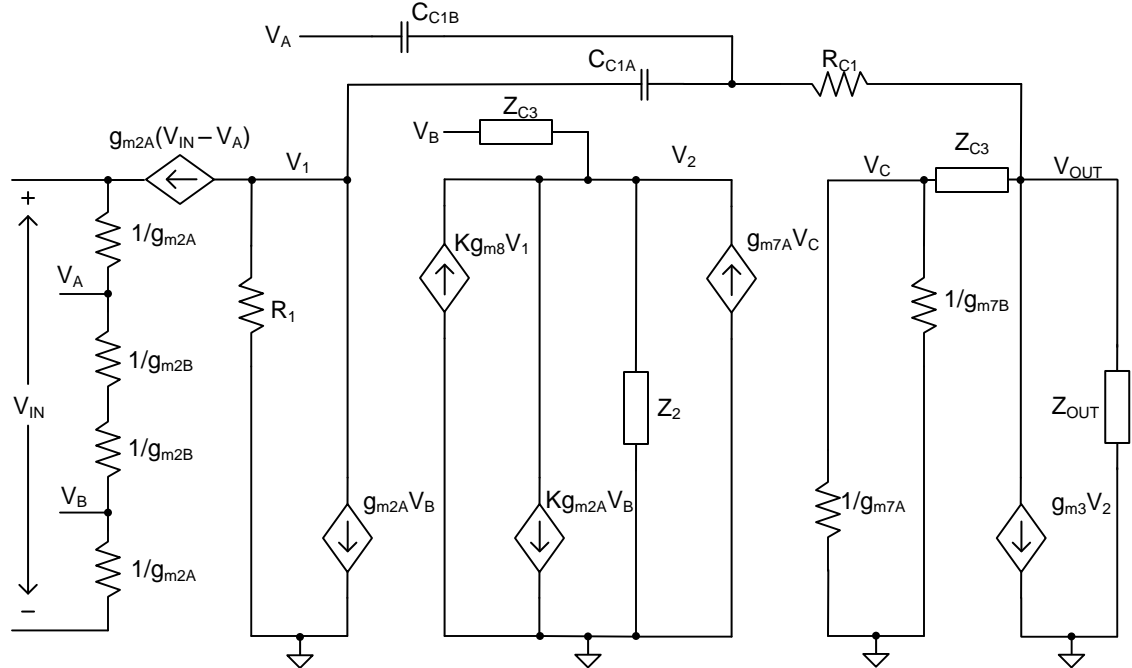 C_C1B
V_A
C_C1A
R_C1
Z_C3
V_B
g_m2A(V_IN – V_A)
V_1
V_2
Z_C3
V_C
V_OUT
+
1/g_m2A
Kg_m8V_1
g_m7AV_C
V_A
R_1
1/g_m7B
1/g_m2B
V_IN
Z_2
Z_OUT
1/g_m2B
V_B
g_m2AV_B
Kg_m2AV_B
1/g_m7A
g_m3V_2
1/g_m2A
–